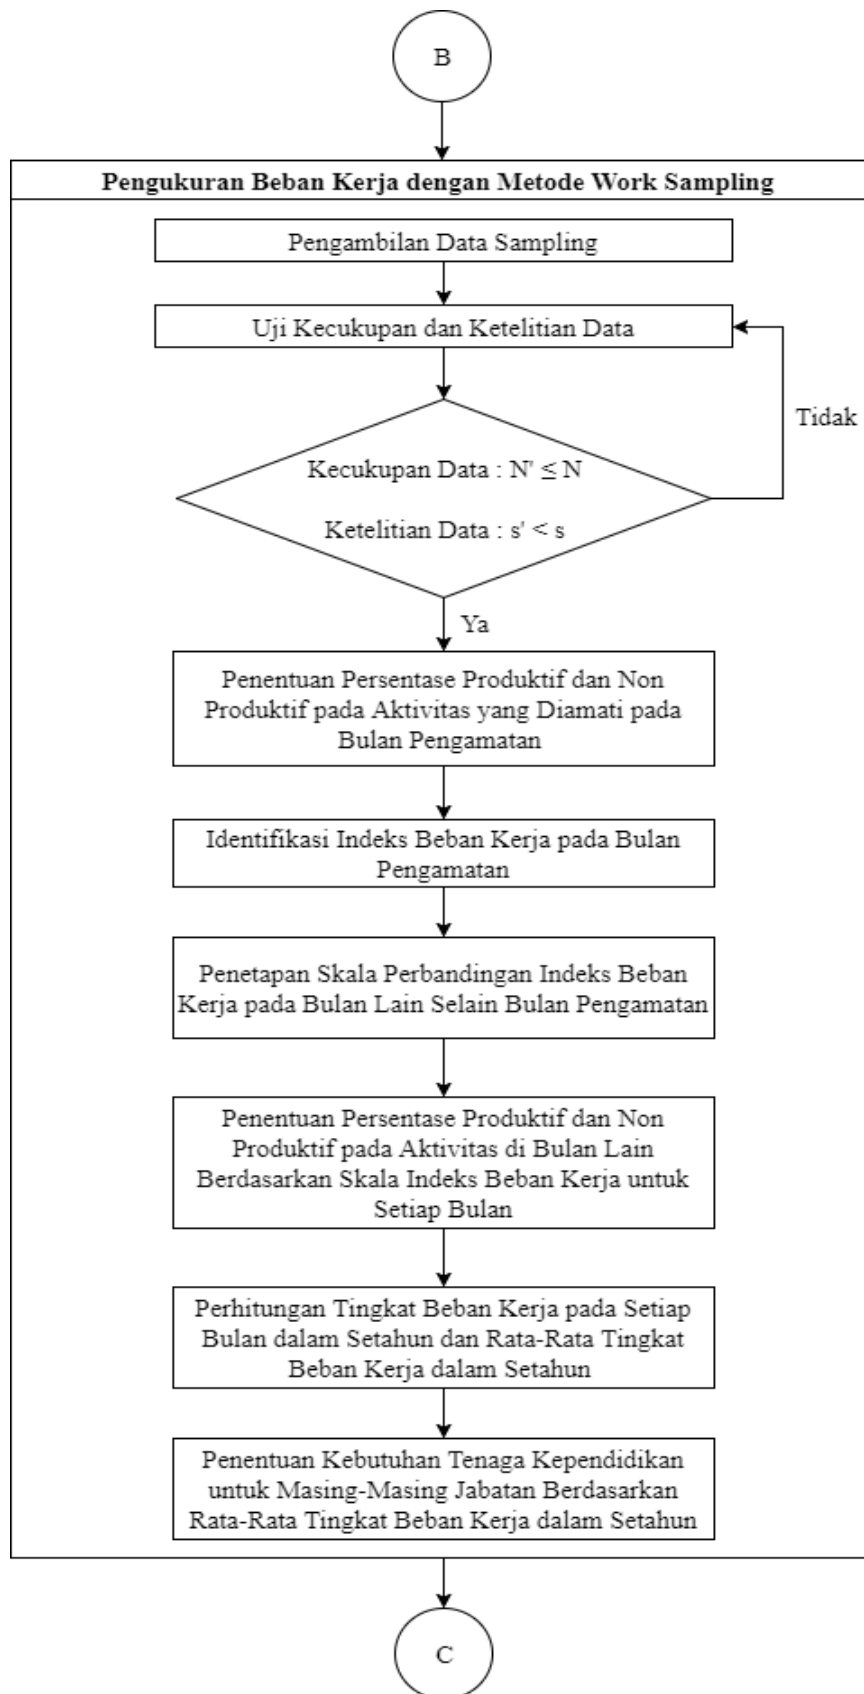 B
Pengukuran Beban Kerja dengan Metode Work Sampling
Pengambilan Data Sampling
Uji Kecukupan dan Ketelitian Data
Tidak
Kecukupan Data : N' ≤ N
Ketelitian Data : s' < s
Ya
Penentuan Persentase Produktif dan Non
Produktif pada Aktivitas yang Diamati pada
Bulan Pengamatan
Identifikasi Indeks Beban Kerja pada Bulan
Pengamatan
Penetapan Skala Perbandingan Indeks Beban
Kerja pada Bulan Lain Selain Bulan Pengamatan
Penentuan Persentase Produktif dan Non
Produktif pada Aktivitas di Bulan Lain
Berdasarkan Skala Indeks Beban Kerja untuk
Setiap Bulan
Perhitungan Tingkat Beban Kerja pada Setiap
Bulan dalam Setahun dan Rata-Rata Tingkat
Beban Kerja dalam Setahun
Penentuan Kebutuhan Tenaga Kependidikan
untuk Masing-Masing Jabatan Berdasarkan
Rata-Rata Tingkat Beban Kerja dalam Setahun
C